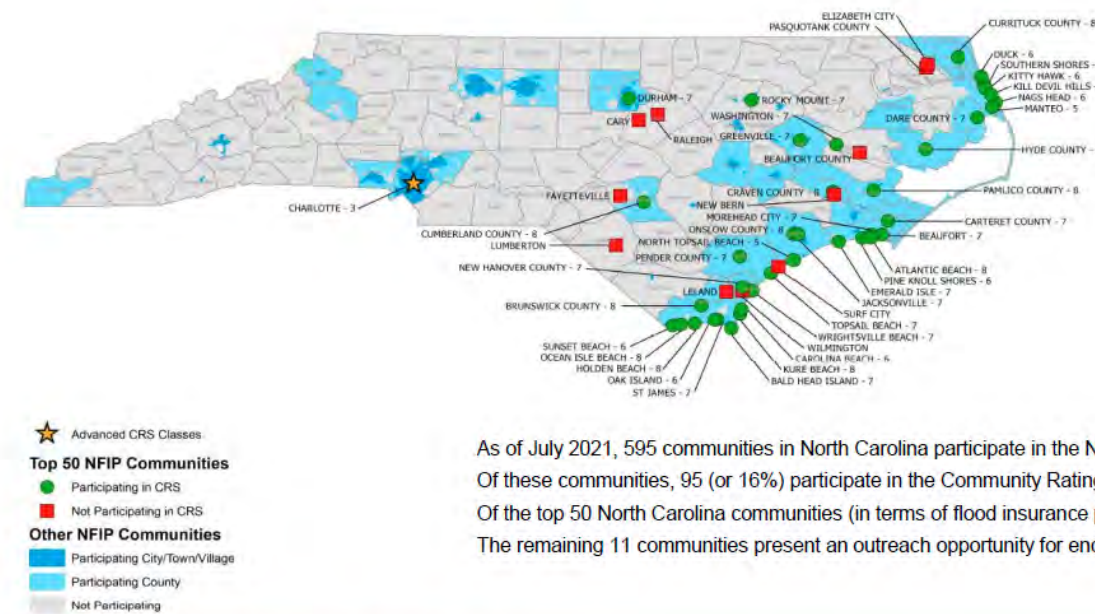 ELIZABETH CITY
PASQUOTANK COUNTY
CURRITUCK COUNTY - 8
DUCK - 6
SOUTHERN SHORES -
KITTY HAWK - 6
KILL DEVIL HILLS -
NAGS HEAD - 6
MANTEO - 5
DURHAM - 7
ROCKY MOUNT - 7
WASHINGTON - 7
DARE COUNTY - 7
CARY
RALEIGH
GREENVILLE - 7
BEAUFORT COUNTY
HYDE COUNTY -
FAYETTEVILLE
CRAVEN COUNTY - 8
PAMLICO COUNTY - 8
CHARLOTTE - 3
NEW BERN
MOREHEAD CITY - 7
CARTERET COUNTY - 7
CUMBERLAND COUNTY - 8
ONSLOW COUNTY - 8
BEAUFORT - 7
LUMBERTON
NORTH TOPSAIL BEACH - 5
PENDER COUNTY - 7
ATLANTIC BEACH - 8
NEW HANOVER COUNTY - 7
PINE KNOLL SHORES - 6
EMERALD ISLE - 7
LELAND
JACKSONVILLE - 7
BRUNSWICK COUNTY - 8
SURF CITY
TOPSAIL BEACH - 7
WRIGHTSVILLE BEACH - 7
SUNSET BEACH - 6
WILMINGTON
OCEAN ISLE BEACH - 8
CAROLINA BEACH - 6
HOLDEN BEACH - 8
KURE BEACH - 8
OAK ISLAND - 6
BALD HEAD ISLAND - 7
ST JAMES - 7
Advanced CRS Classes
Top 50 NFIP Communities
Participating in CRS
Not Participating in CRS
Other NFIP Communities
Participating City/Town/Village
Participating County
Not Participating
As of July 2021, 595 communities in North Carolina participate in the
Of these communities, 95 (or 16%) participate in the Community Rating
Of the top 50 North Carolina communities (in terms of flood insurance
The remaining 11 communities present an outreach opportunity for